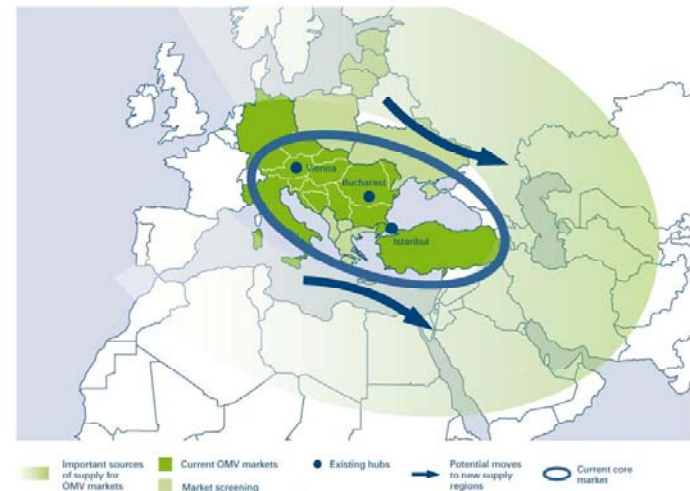 Vienna
Bucharest
Istanbul
Important sources
of supply for
OMV markets
Current OMV markets
Market screening
Existing hubs
Potential moves
to new supply
regions
Current core
market